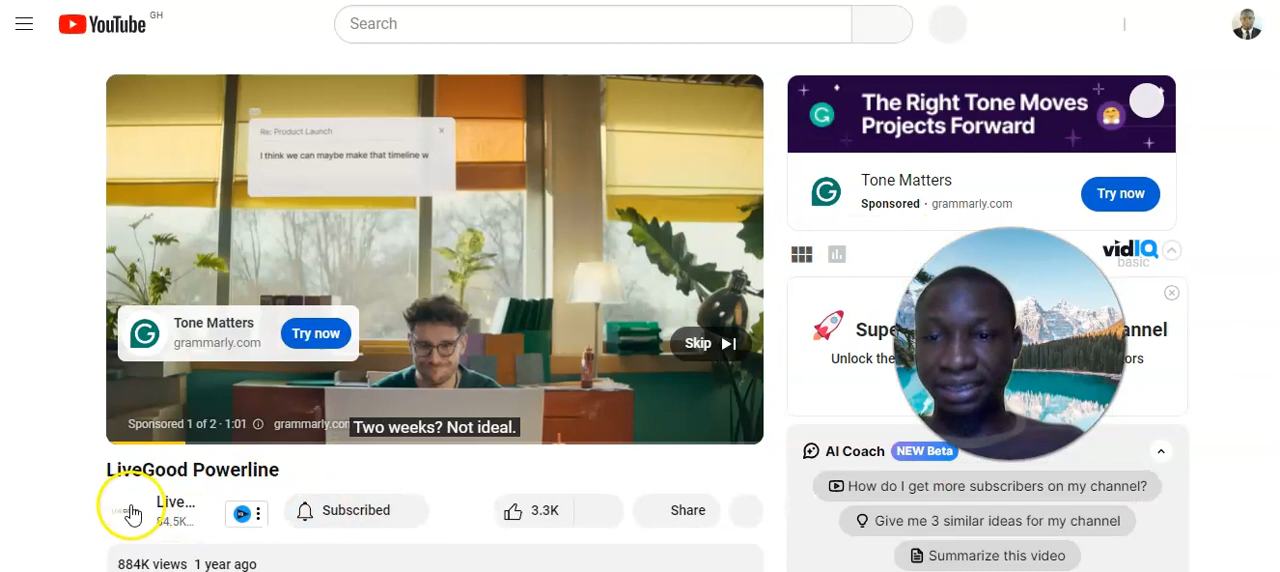 YouTube GH
Search
Re: Product Launch
I think we can maybe make that timeline w
Tone Matters
grammarly.com
Try now
Skip
Sponsored 1 of 2 · 1:01
grammarly.com
Two weeks? Not ideal.
LiveGood Powerline
Live...
84.5K...
Subscribed
3.3K
Share
884K views 1 year ago
The Right Tone Moves
Projects Forward
Tone Matters
Sponsored · grammarly.com
Try now
vidIQ
basic
Unlock the
AI Coach NEW Beta
How do I get more subscribers on my channel?
Give me 3 similar ideas for my channel
Summarize this video